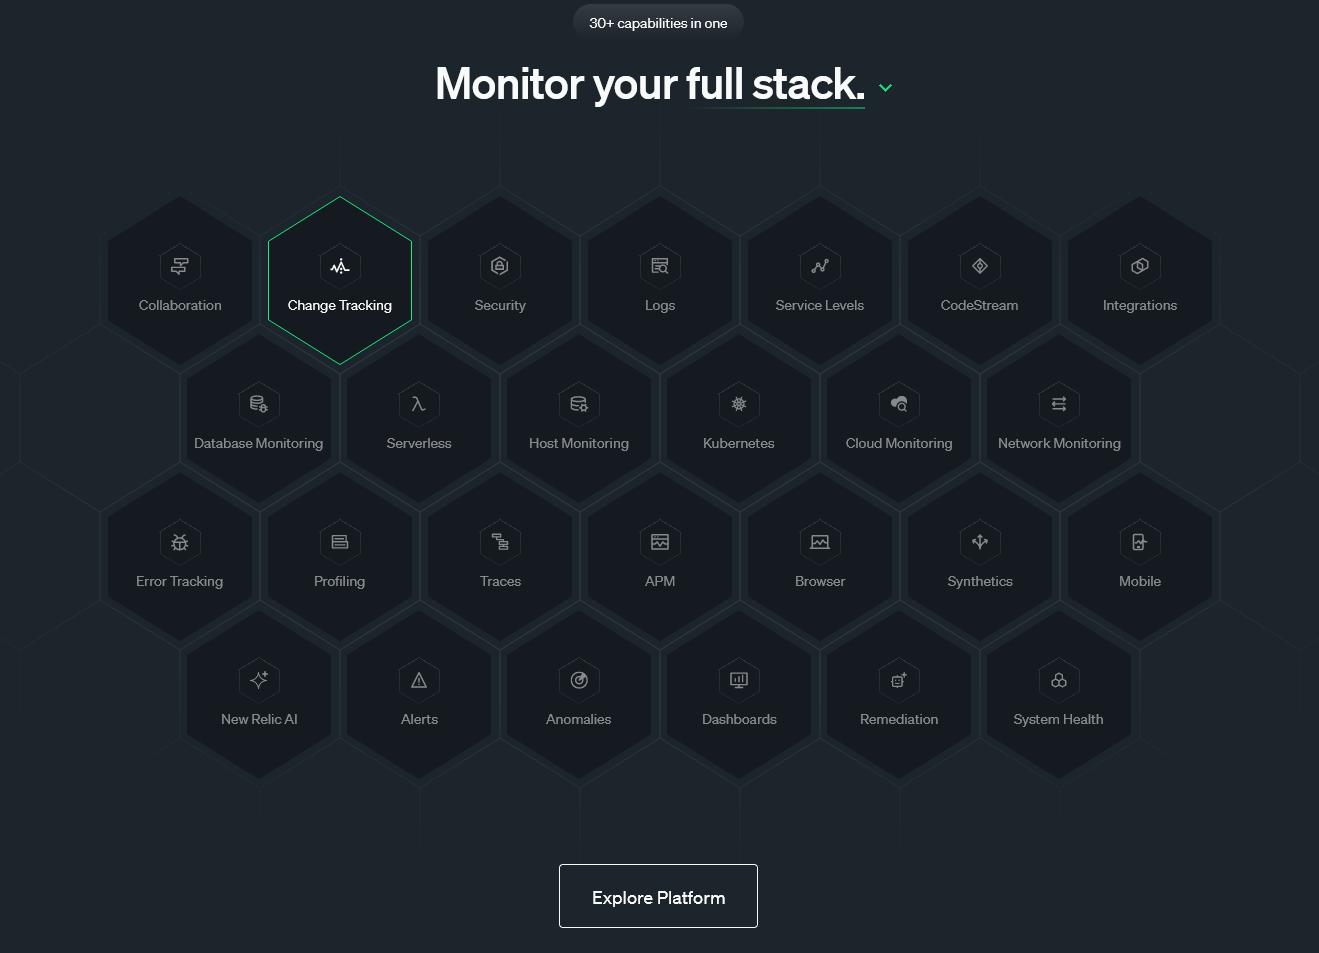 30+ capabilities in one
Monitor your full stack.
Collaboration
Change Tracking
Security
Logs
Service Levels
CodeStream
Integrations
Database Monitoring
Serverless
Host Monitoring
Kubernetes
Cloud Monitoring
Network Monitoring
Error Tracking
Profiling
Traces
APM
Browser
Synthetics
Mobile
New Relic AI
Alerts
Anomalies
Dashboards
Remediation
System Health
Explore Platform